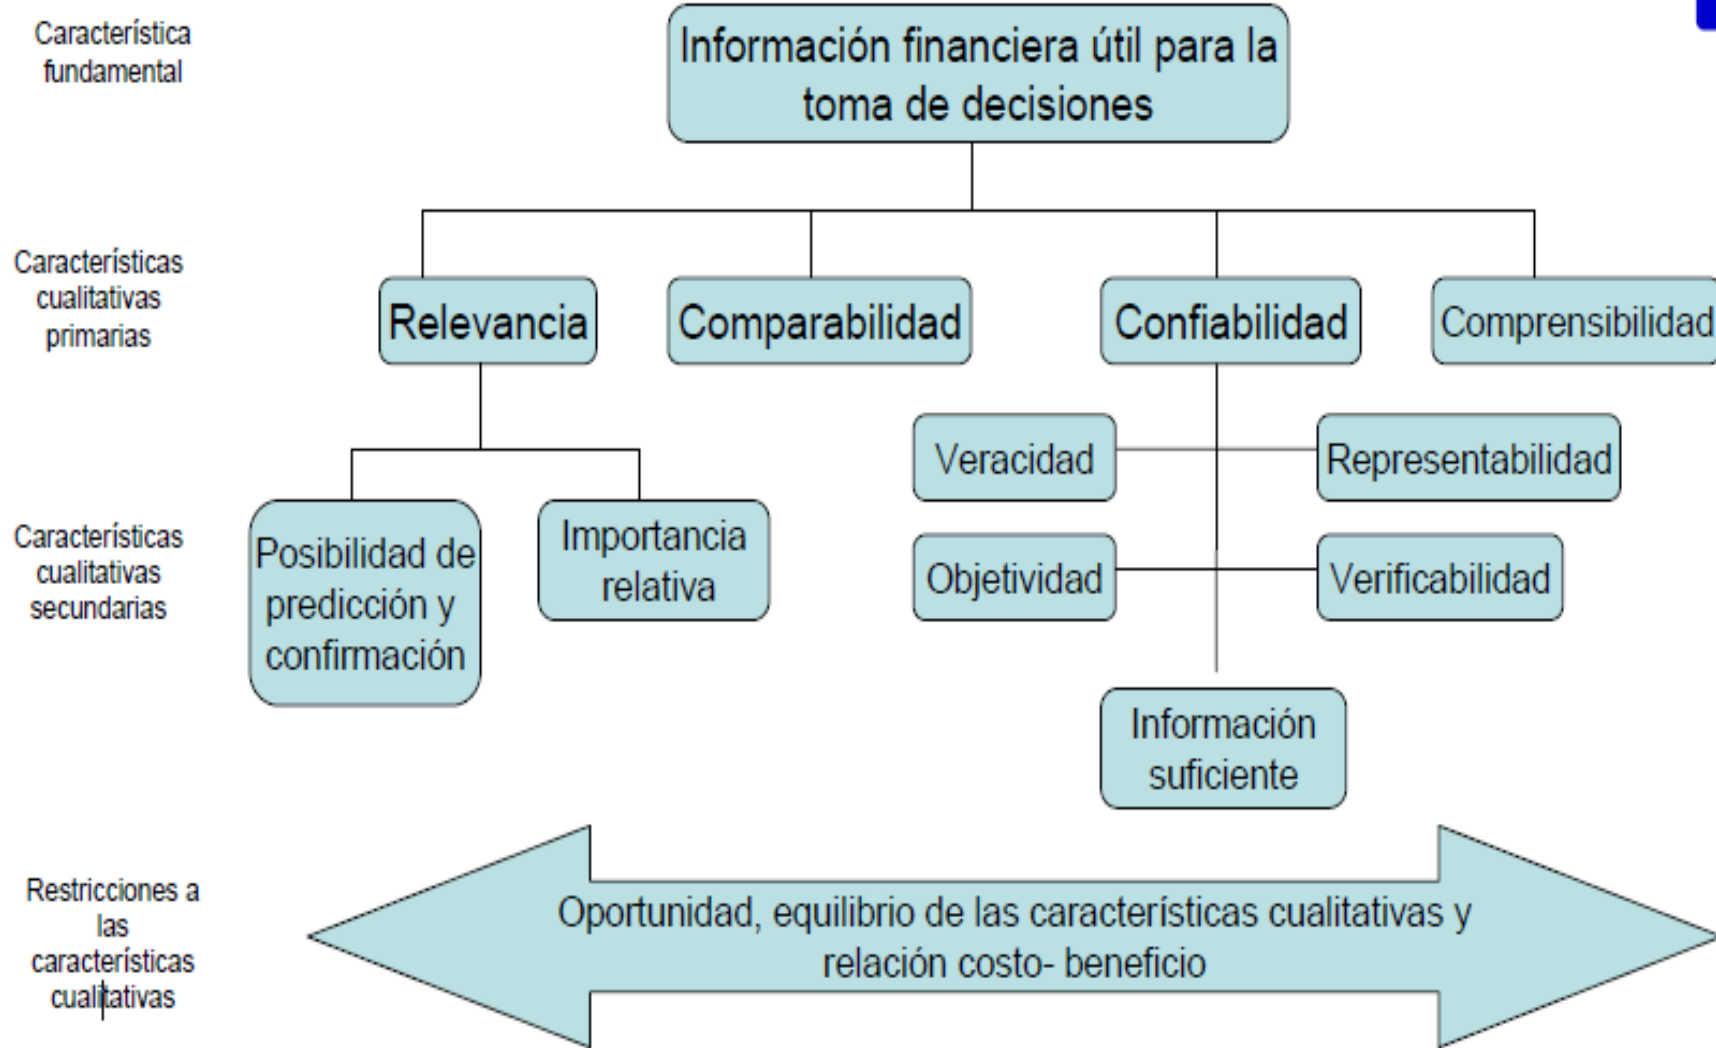 Característica
fundamental
Información financiera útil para la
toma de decisiones
Características
cualitativas
primarias
Relevancia
Comparabilidad
Confiabilidad
Comprensibilidad
Veracidad
Representabilidad
Características
cualitativas
secundarias
Posibilidad de
predicción y
confirmación
Importancia
relativa
Objetividad
Verificabilidad
Información
suficiente
Restricciones a
las
características
cualitativas
Oportunidad, equilibrio de las características cualitativas y
relación costo- beneficio